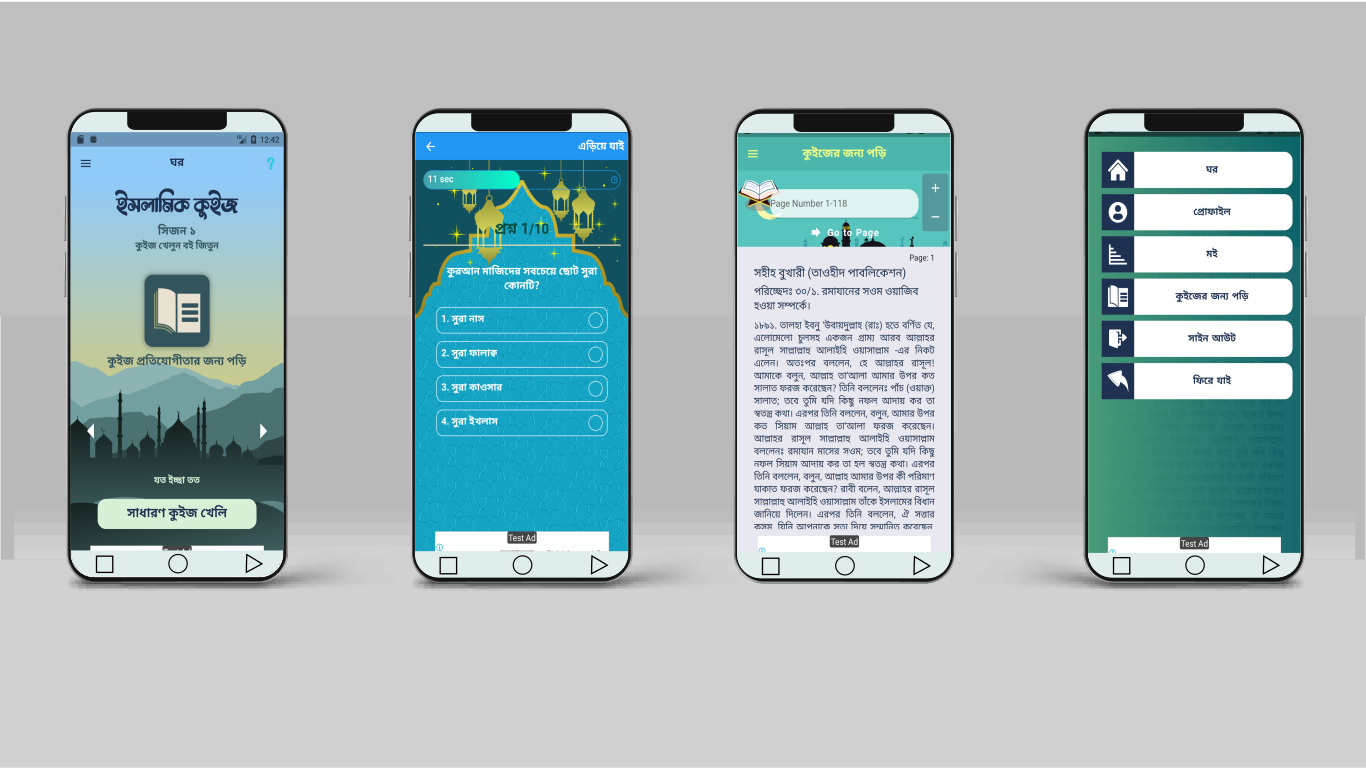 12:42
ঘর
?
ইসলামিক কুইজ
সিজন ১
কুইজ খেলুন বই জিতুন
কুইজ প্রতিযোগীতার জন্য পড়ি
যত ইচ্ছা তত
সাধারণ কুইজ খেলি
এড়িয়ে যাই
11 sec
প্রশ্ন 1/10
কুরআন মাজিদের সবচেয়ে ছোট সুরা
কোনটি?
1. সুরা নাস
2. সুরা ফালাক্ব
3. সুরা কাওসার
4. সুরা ইখলাস
Test Ad
কুইজের জন্য পড়ি
+
Page Number 1-118
−
Go to Page
Page: 1
সহীহ বুখারী (তাওহীদ পাবলিকেশন)
পরিচ্ছেদঃ ৩০/১. রমাযানের সওম ওয়াজিব
হওয়া সম্পর্কে।
১৮৯১. তালহা ইবনু ‘উবায়দুল্লাহ (রাঃ) হতে বর্ণিত যে,
এলোমেলো চুলসহ একজন গ্রাম্য আরব আল্লাহর
রাসূল সাল্লাল্লাহু আলাইহি ওয়াসাল্লাম -এর নিকট
এলেন। অতঃপর বললেন, হে আল্লাহর রাসূল!
আমাকে বলুন, আল্লাহ তা‘আলা আমার উপর কত
সালাত ফরজ করেছেন? তিনি বললেনঃ পাঁচ (ওয়াক্ত)
সালাত; তবে তুমি যদি কিছু নফল আদায় কর তা
স্বতন্ত্র কথা। এরপর তিনি বললেন, বলুন, আমার উপর
কত সিয়াম আল্লাহ তা‘আলা ফরজ করেছেন।
আল্লাহর রাসূল সাল্লাল্লাহু আলাইহি ওয়াসাল্লাম
বললেনঃ রমাযান মাসের সওম; তবে তুমি যদি কিছু
নফল সিয়াম আদায় কর তা হল স্বতন্ত্র কথা। এরপর
তিনি বললেন, বলুন, আল্লাহ আমার উপর কী পরিমাণ
যাকাত ফরজ করেছেন? রাবী বলেন, আল্লাহর রাসূল
সাল্লাল্লাহু আলাইহি ওয়াসাল্লাম তাঁকে ইসলামের বিধান
জানিয়ে দিলেন। এরপর তিনি বললেন, ঐ সত্তার
কসম, যিনি আপনাকে সত্য দিয়ে সম্মানিত করেছেন,
Test Ad
ঘর
প্রোফাইল
মই
কুইজের জন্য পড়ি
সাইন আউট
ফিরে যাই
Test Ad